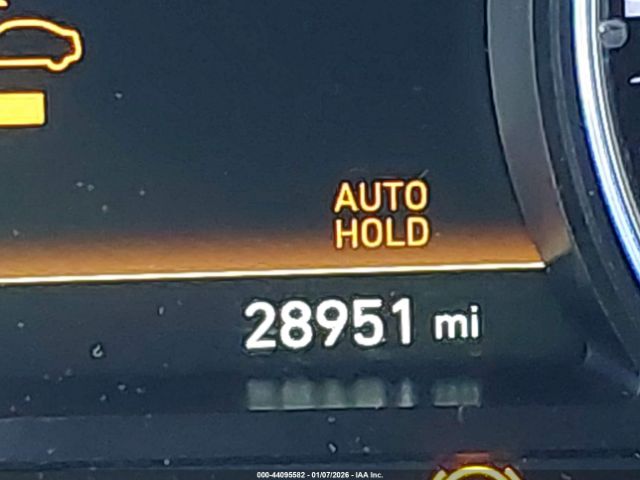 AUTO
HOLD
28951 mi
000-44095582 - 01/07/2026 - IAA Inc.